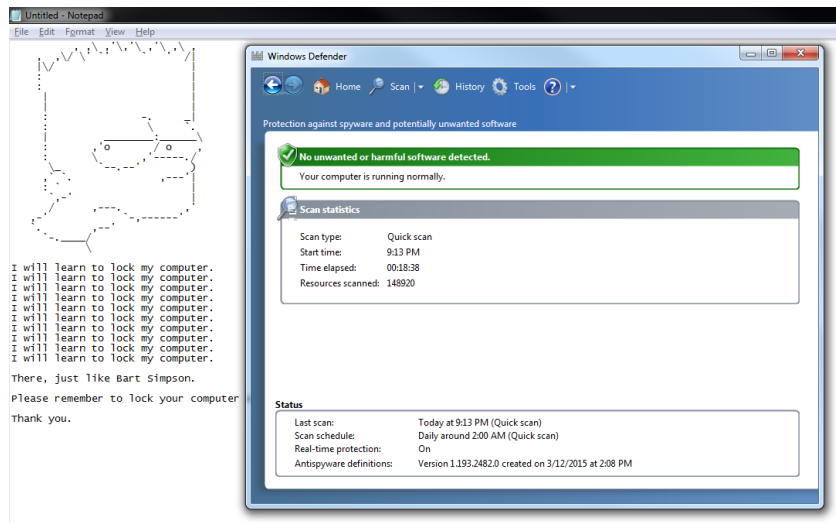 Untitled - Notepad
File Edit Format View Help
I will learn to lock my computer.
I will learn to lock my computer.
I will learn to lock my computer.
I will learn to lock my computer.
I will learn to lock my computer.
I will learn to lock my computer.
I will learn to lock my computer.
I will learn to lock my computer.
I will learn to lock my computer.
I will learn to lock my computer.
There, just like Bart Simpson.
Please remember to lock your computer
Thank you.
Windows Defender
Home Scan History Tools
Protection against spyware and potentially unwanted software
No unwanted or harmful software detected.
Your computer is running normally.
Scan statistics
Scan type: Quick scan
Start time: 9:13 PM
Time elapsed: 00:18:38
Resources scanned: 148920
Status
Last scan: Today at 9:13 PM (Quick scan)
Scan schedule: Daily around 2:00 AM (Quick scan)
Real-time protection: On
Antispyware definitions: Version 1.193.2482.0 created on 3/12/2015 at 2:08 PM